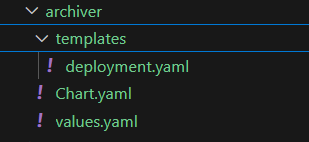 archiver
templates
! deployment.yaml
! Chart.yaml
! values.yaml